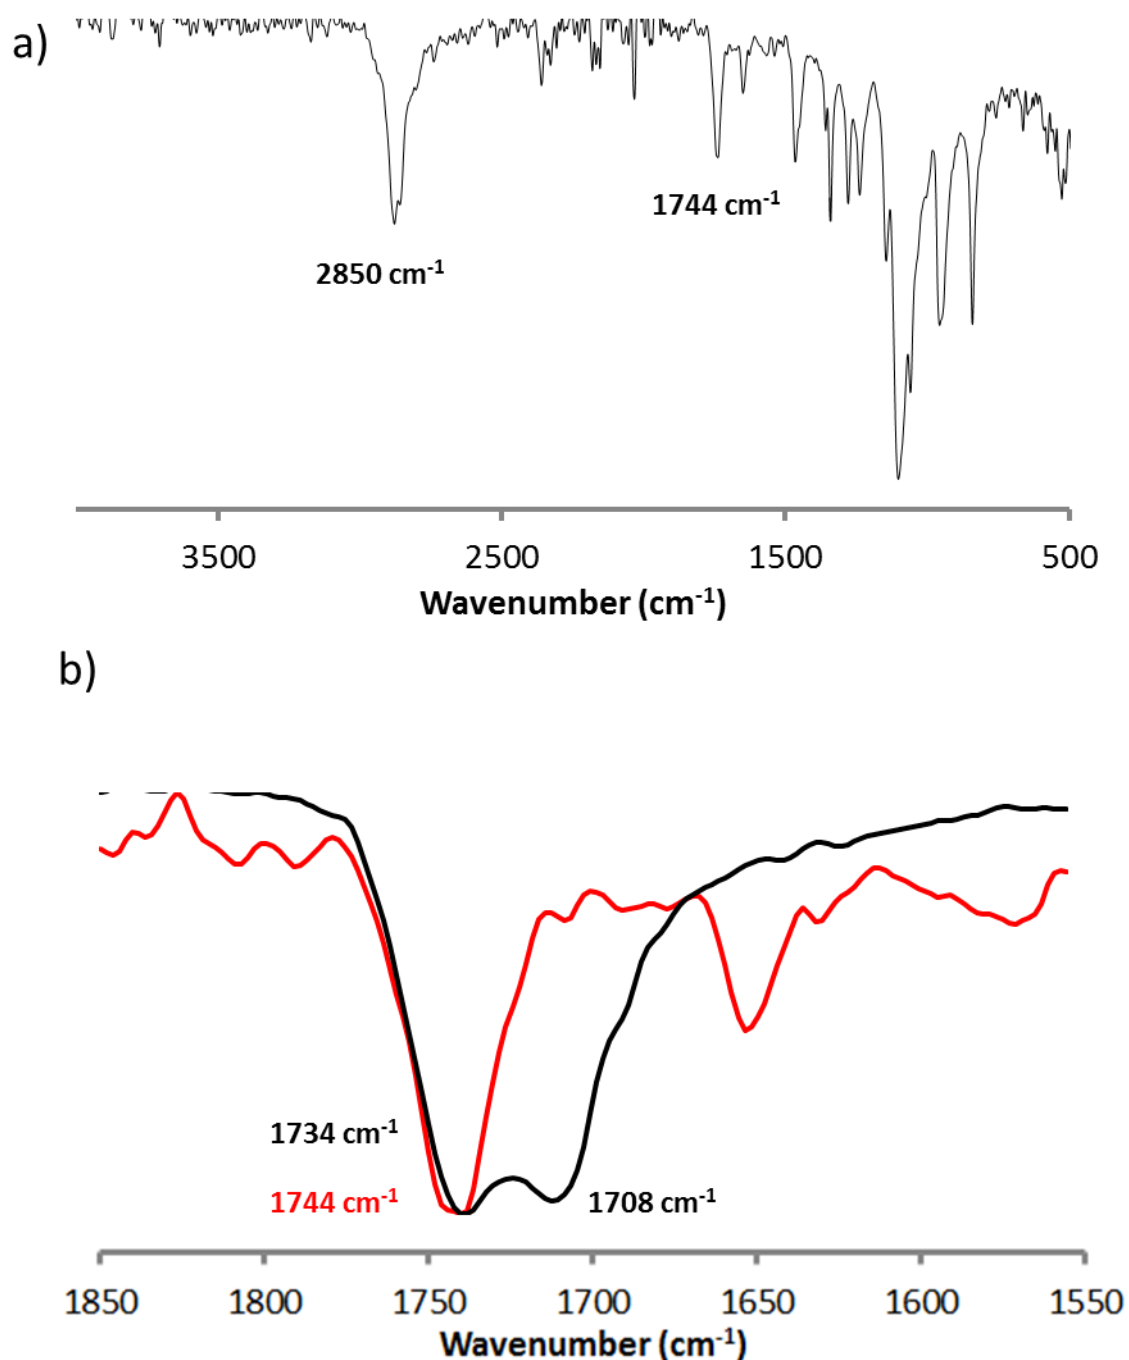 a)
1744 cm⁻¹
2850 cm⁻¹
3500 2500 1500 500
Wavenumber (cm⁻¹)
b)
1734 cm⁻¹
1744 cm⁻¹ 1708 cm⁻¹
1850 1800 1750 1700 1650 1600 1550
Wavenumber (cm⁻¹)